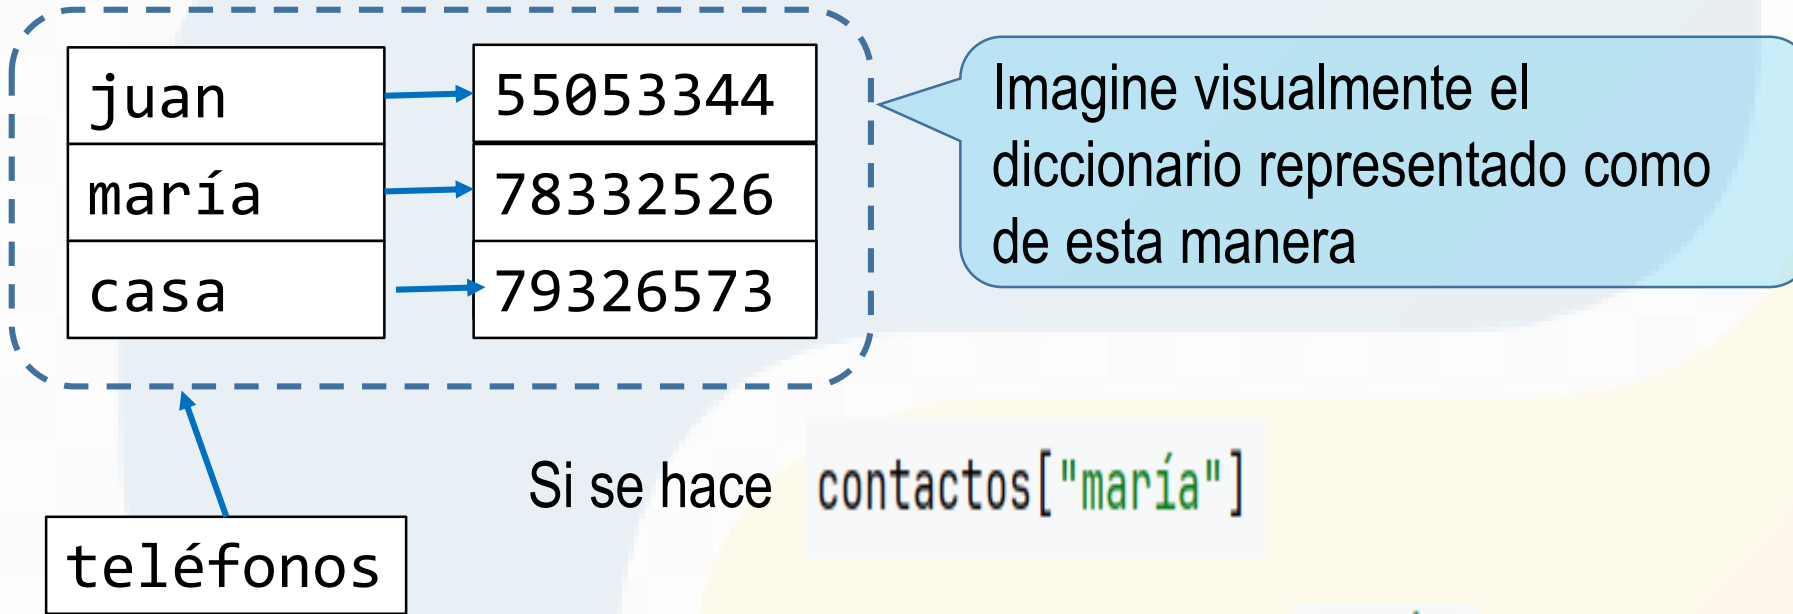 juan 55053344
maría 78332526
casa 79326573
Imagine visualmente el
diccionario representado como
de esta manera
Si se hace contactos["maría"]
teléfonos